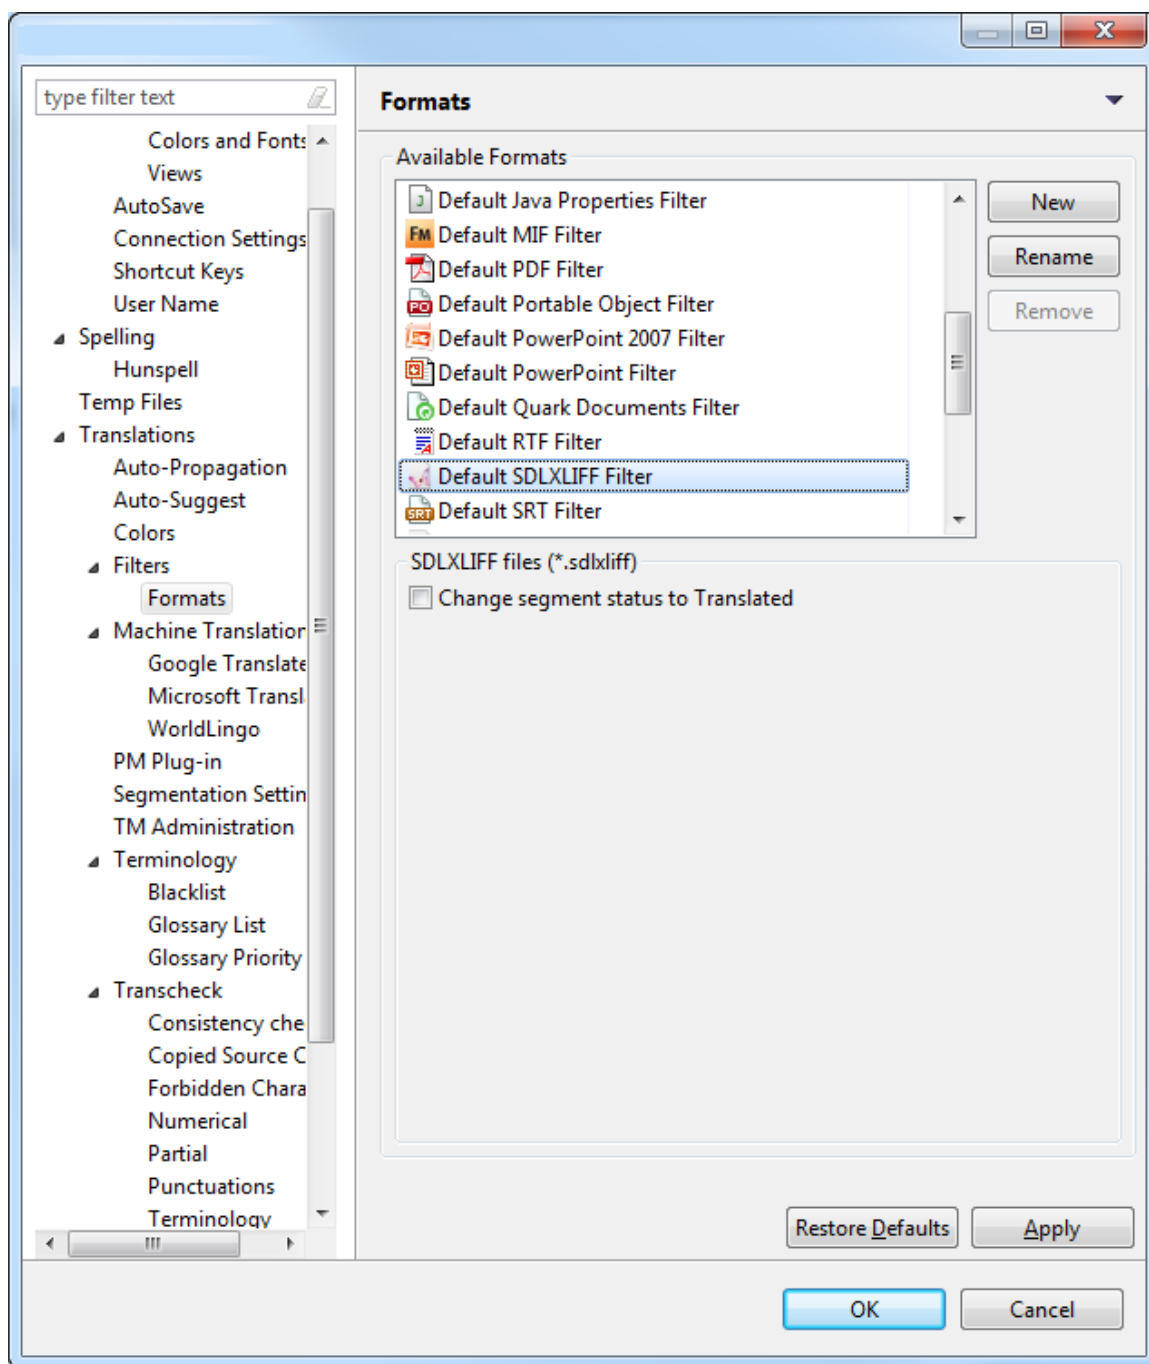 type filter text
Colors and Fonts
Views
AutoSave
Connection Settings
Shortcut Keys
User Name
Spelling
Hunspell
Temp Files
Translations
Auto-Propagation
Auto-Suggest
Colors
Filters
Formats
Machine Translation
Google Translate
Microsoft Transl
WorldLingo
PM Plug-in
Segmentation Settin
TM Administration
Terminology
Blacklist
Glossary List
Glossary Priority
Transcheck
Consistency che
Copied Source C
Forbidden Chara
Numerical
Partial
Punctuations
Terminology
Formats
Available Formats
Default Java Properties Filter
Default MIF Filter
Default PDF Filter
Default Portable Object Filter
Default PowerPoint 2007 Filter
Default PowerPoint Filter
Default Quark Documents Filter
Default RTF Filter
Default SDLXLIFF Filter
Default SRT Filter
New
Rename
Remove
SDLXLIFF files (*.sdlxliff)
Change segment status to Translated
Restore Defaults
Apply
OK
Cancel